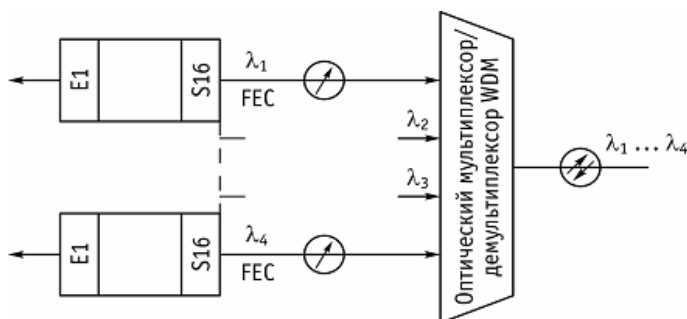 E1
S16
λ₁
FEC
λ₂
λ₃
E1
S16
λ₄
FEC
Оптический мультиплексор/
демультиплексор WDM
λ₁ ... λ₄